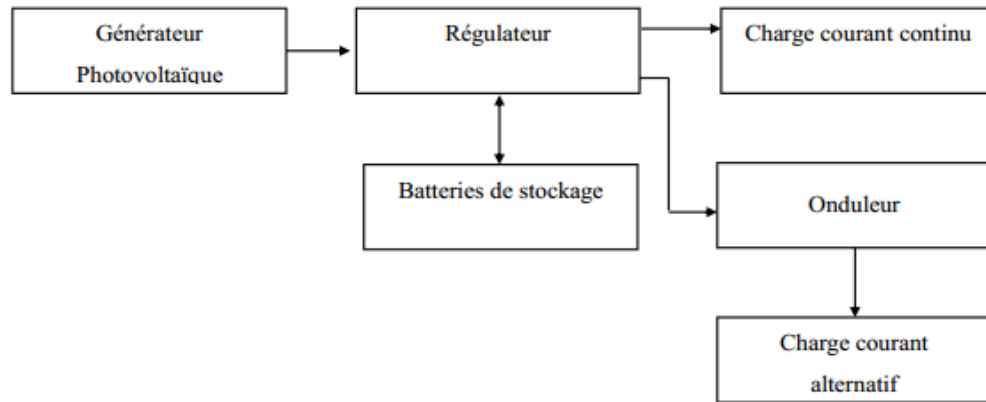 Générateur
Photovoltaïque
Régulateur
Charge courant continu
Batteries de stockage
Onduleur
Charge courant
alternatif